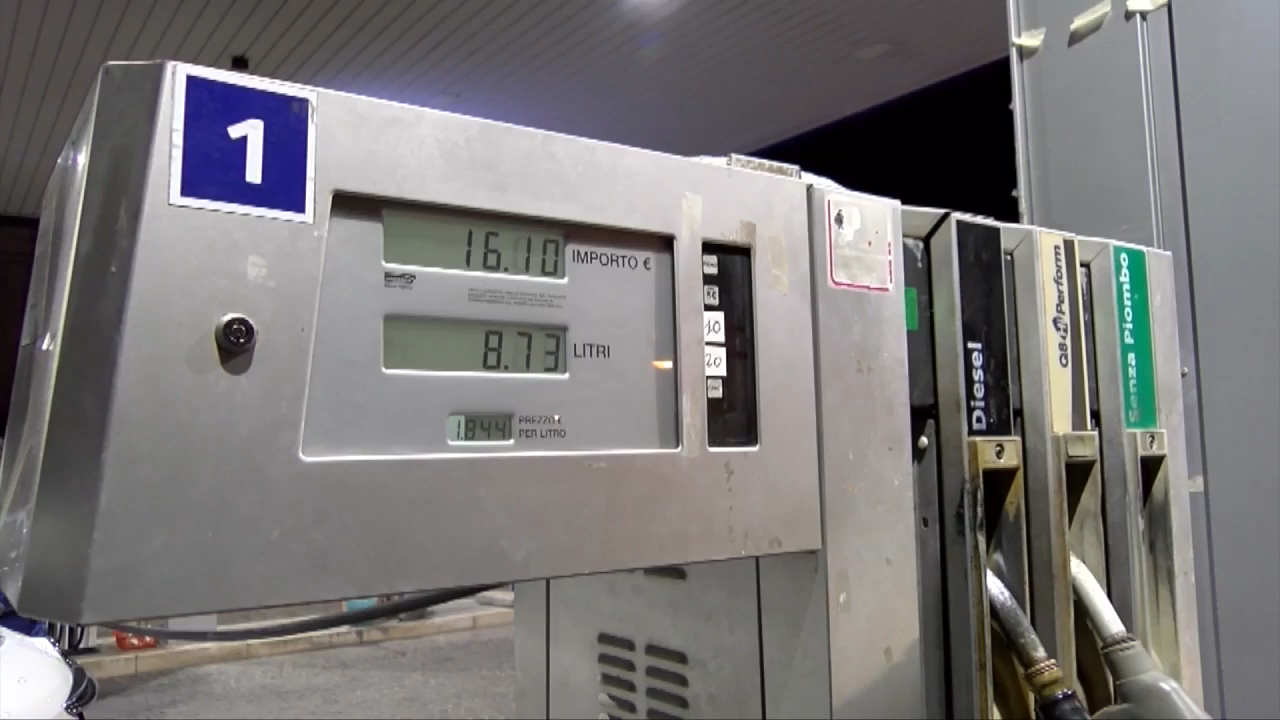 1
16.10 IMPORTO €
8.73 LITRI
1.844 PREZZO €
PER LITRO
10
20
Diesel
Q8 Perform
Senza Piombo